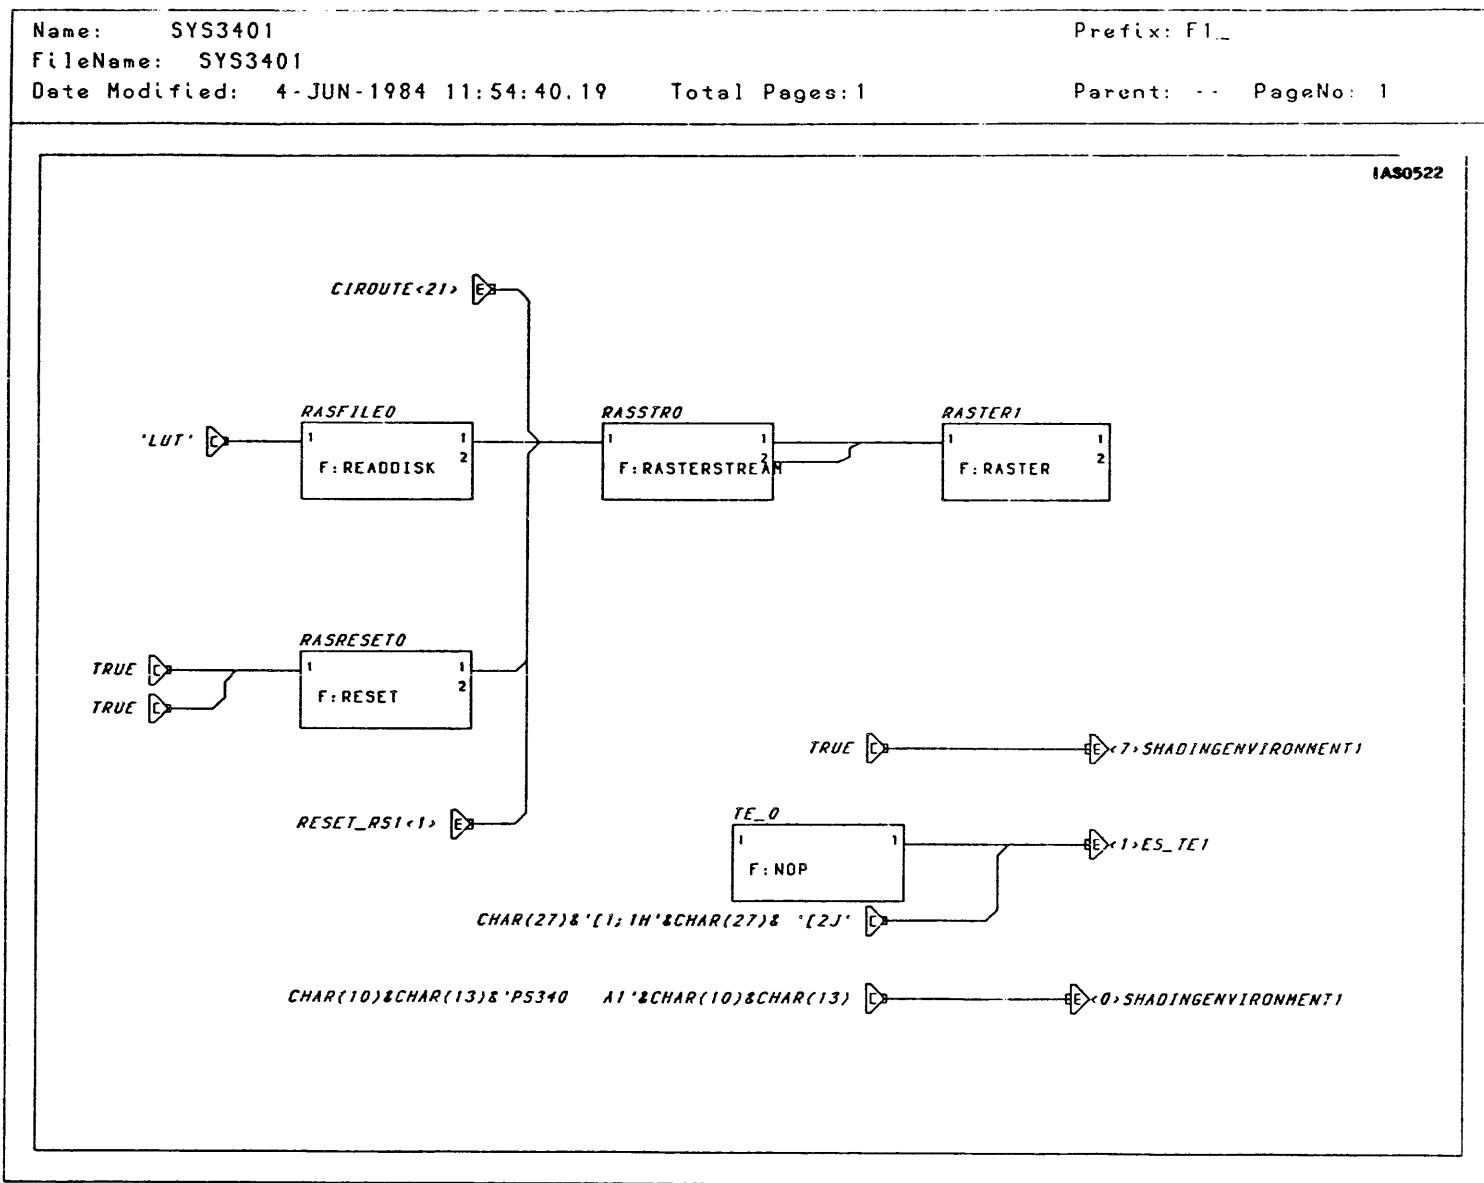 Name: SYS3401 Prefix: F1_
FileName: SYS3401
Date Modified: 4-JUN-1984 11:54:40.19 Total Pages:1 Parent: -- PageNo: 1
IAS0522
CIROUTE<21> E
RASFILE0 RASSTR0 RASTER1
'LUT' C 1 1 1 1 1 1
2 2 2
F:READDISK F:RASTERSTREAM F:RASTER
RASRESET0
TRUE C 1 1
2
TRUE C F:RESET
TRUE C E <7>SHADINGENVIRONMENT1
RESET_RS1<1> E
TE_0
1 1 E <1>ES_TE1
F:NOP
CHAR(27)&'[1;1H'&CHAR(27)& '[2J' C
CHAR(10)&CHAR(13)&'PS340 A1'&CHAR(10)&CHAR(13) C E <0>SHADINGENVIRONMENT1